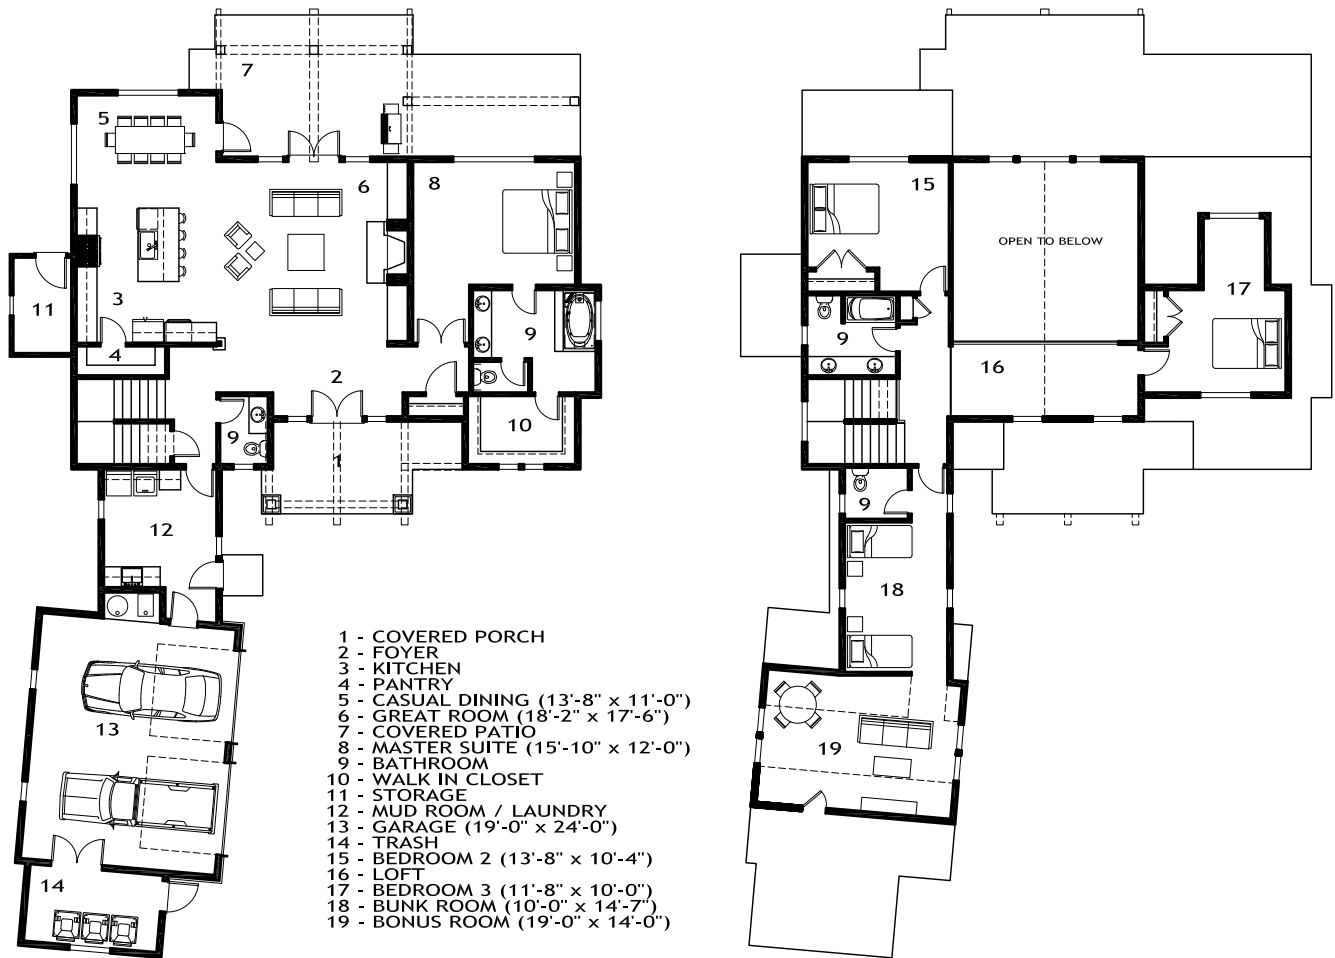 7
5
6
8
15
OPEN TO BELOW
3
11
9
17
4
9
16
2
10
9
1
12
9
18
13
19
14
1 - COVERED PORCH
2 - FOYER
3 - KITCHEN
4 - PANTRY
5 - CASUAL DINING (13'-8" x 11'-0")
6 - GREAT ROOM (18'-2" x 17'-6")
7 - COVERED PATIO
8 - MASTER SUITE (15'-10" x 12'-0")
9 - BATHROOM
10 - WALK IN CLOSET
11 - STORAGE
12 - MUD ROOM / LAUNDRY
13 - GARAGE (19'-0" x 24'-0")
14 - TRASH
15 - BEDROOM 2 (13'-8" x 10'-4")
16 - LOFT
17 - BEDROOM 3 (11'-8" x 10'-0")
18 - BUNK ROOM (10'-0" x 14'-7")
19 - BONUS ROOM (19'-0" x 14'-0")